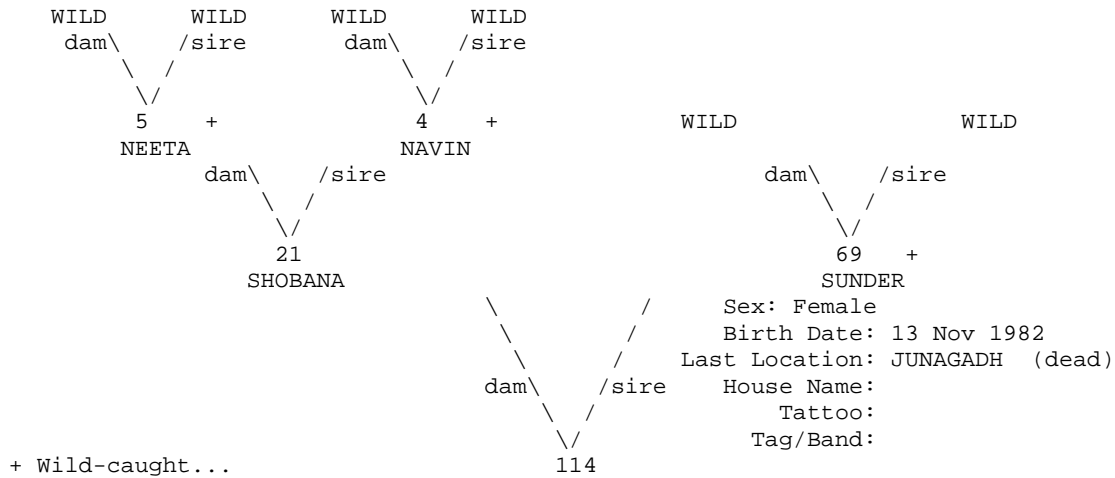 WILD WILD WILD WILD
dam\ /sire dam\ /sire
\ / \ /
\/ \/
5 + 4 + WILD WILD
NEETA NAVIN
dam\ /sire dam\ /sire
\ / \ /
\/ \/
21 69 +
SHOBANA SUNDER
\ / Sex: Female
\ / Birth Date: 13 Nov 1982
\ / Last Location: JUNAGADH (dead)
dam\ /sire House Name:
\ / Tattoo:
\/ Tag/Band:
+ Wild-caught... 114